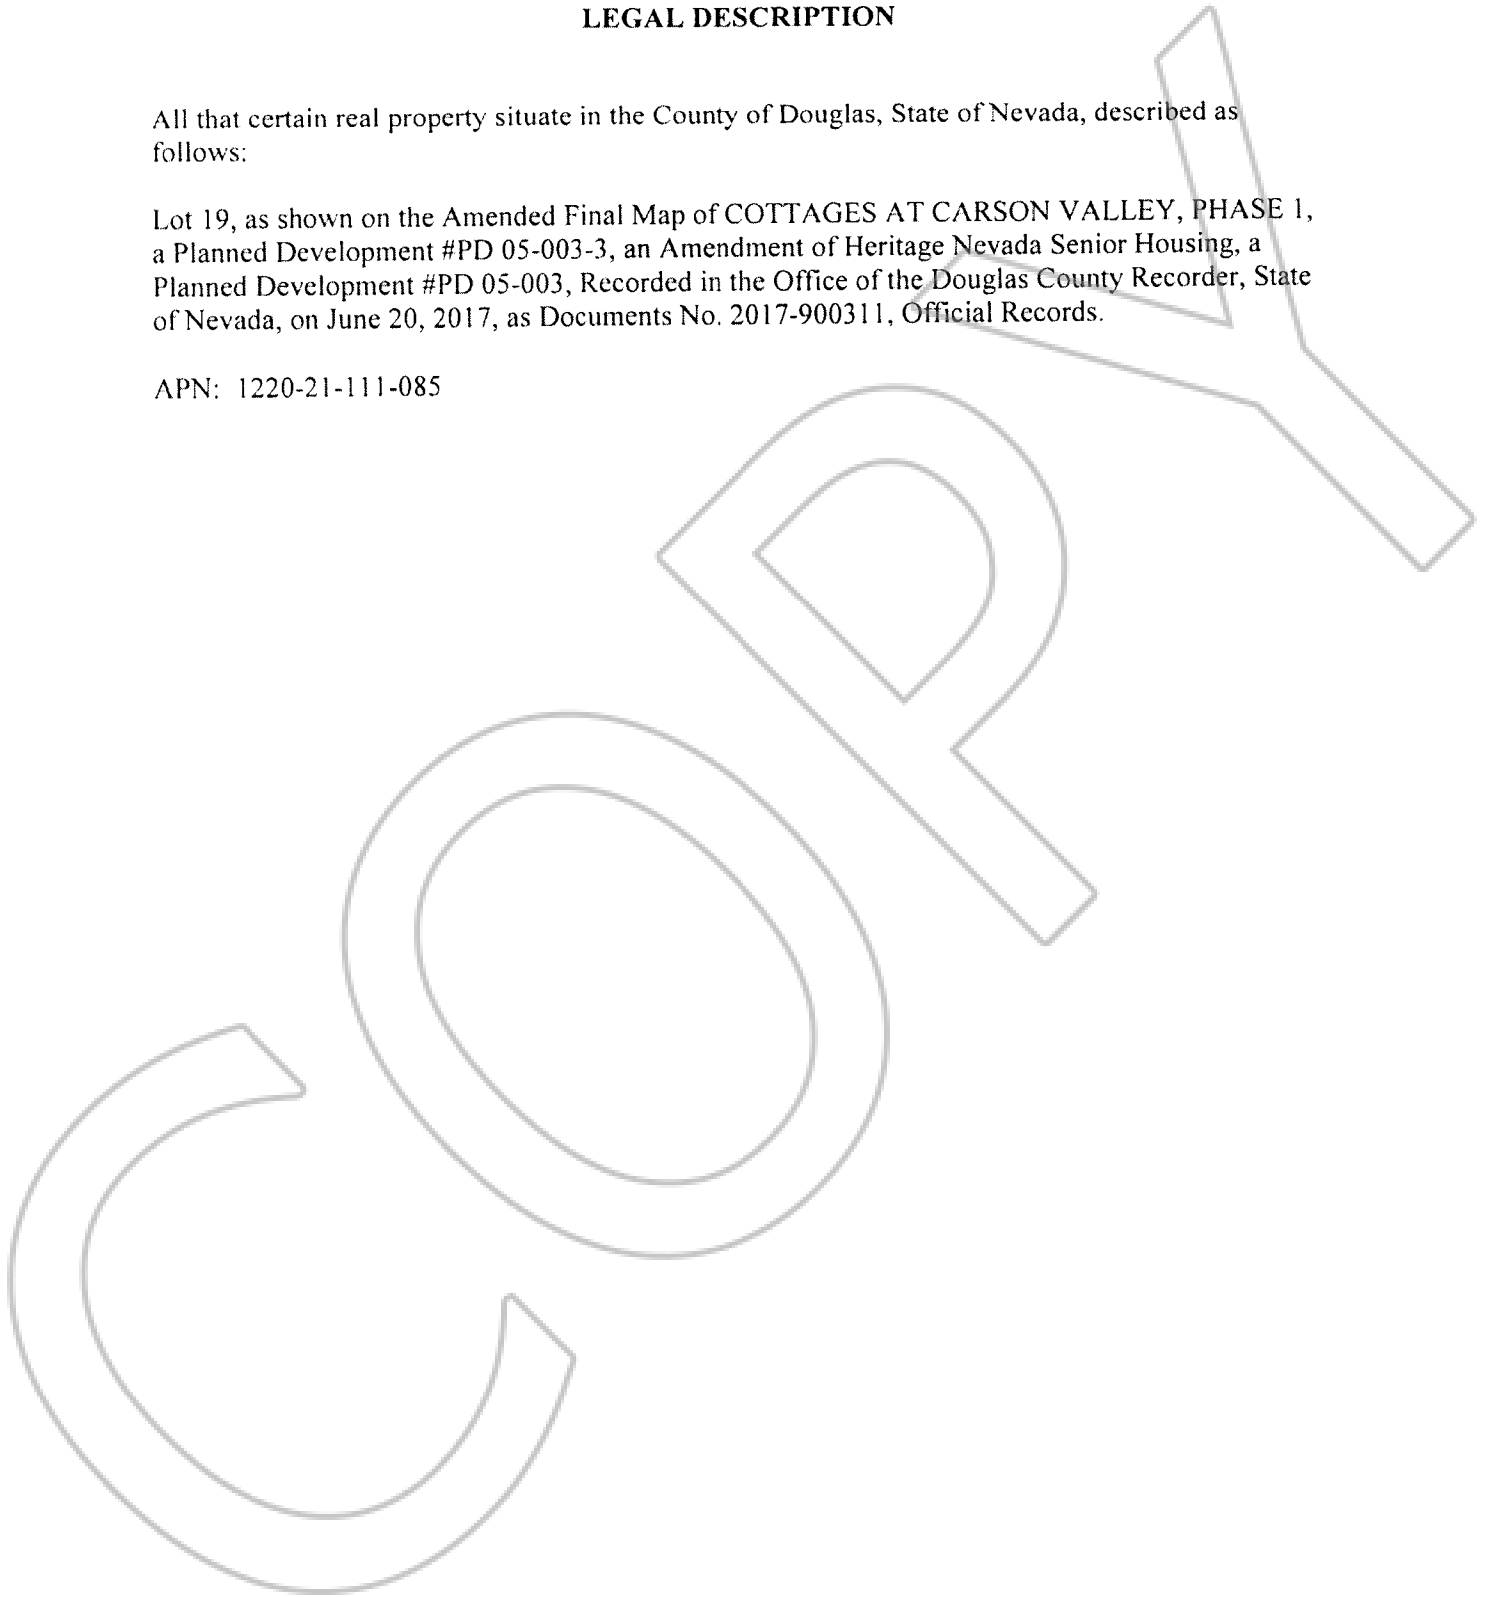 LEGAL DESCRIPTION
All that certain real property situate in the County of Douglas, State of Nevada, described as
follows:
Lot 19, as shown on the Amended Final Map of COTTAGES AT CARSON VALLEY, PHASE 1,
a Planned Development #PD 05-003-3, an Amendment of Heritage Nevada Senior Housing, a
Planned Development #PD 05-003, Recorded in the Office of the Douglas County Recorder, State
of Nevada, on June 20, 2017, as Documents No. 2017-900311, Official Records.
APN: 1220-21-111-085
COPY